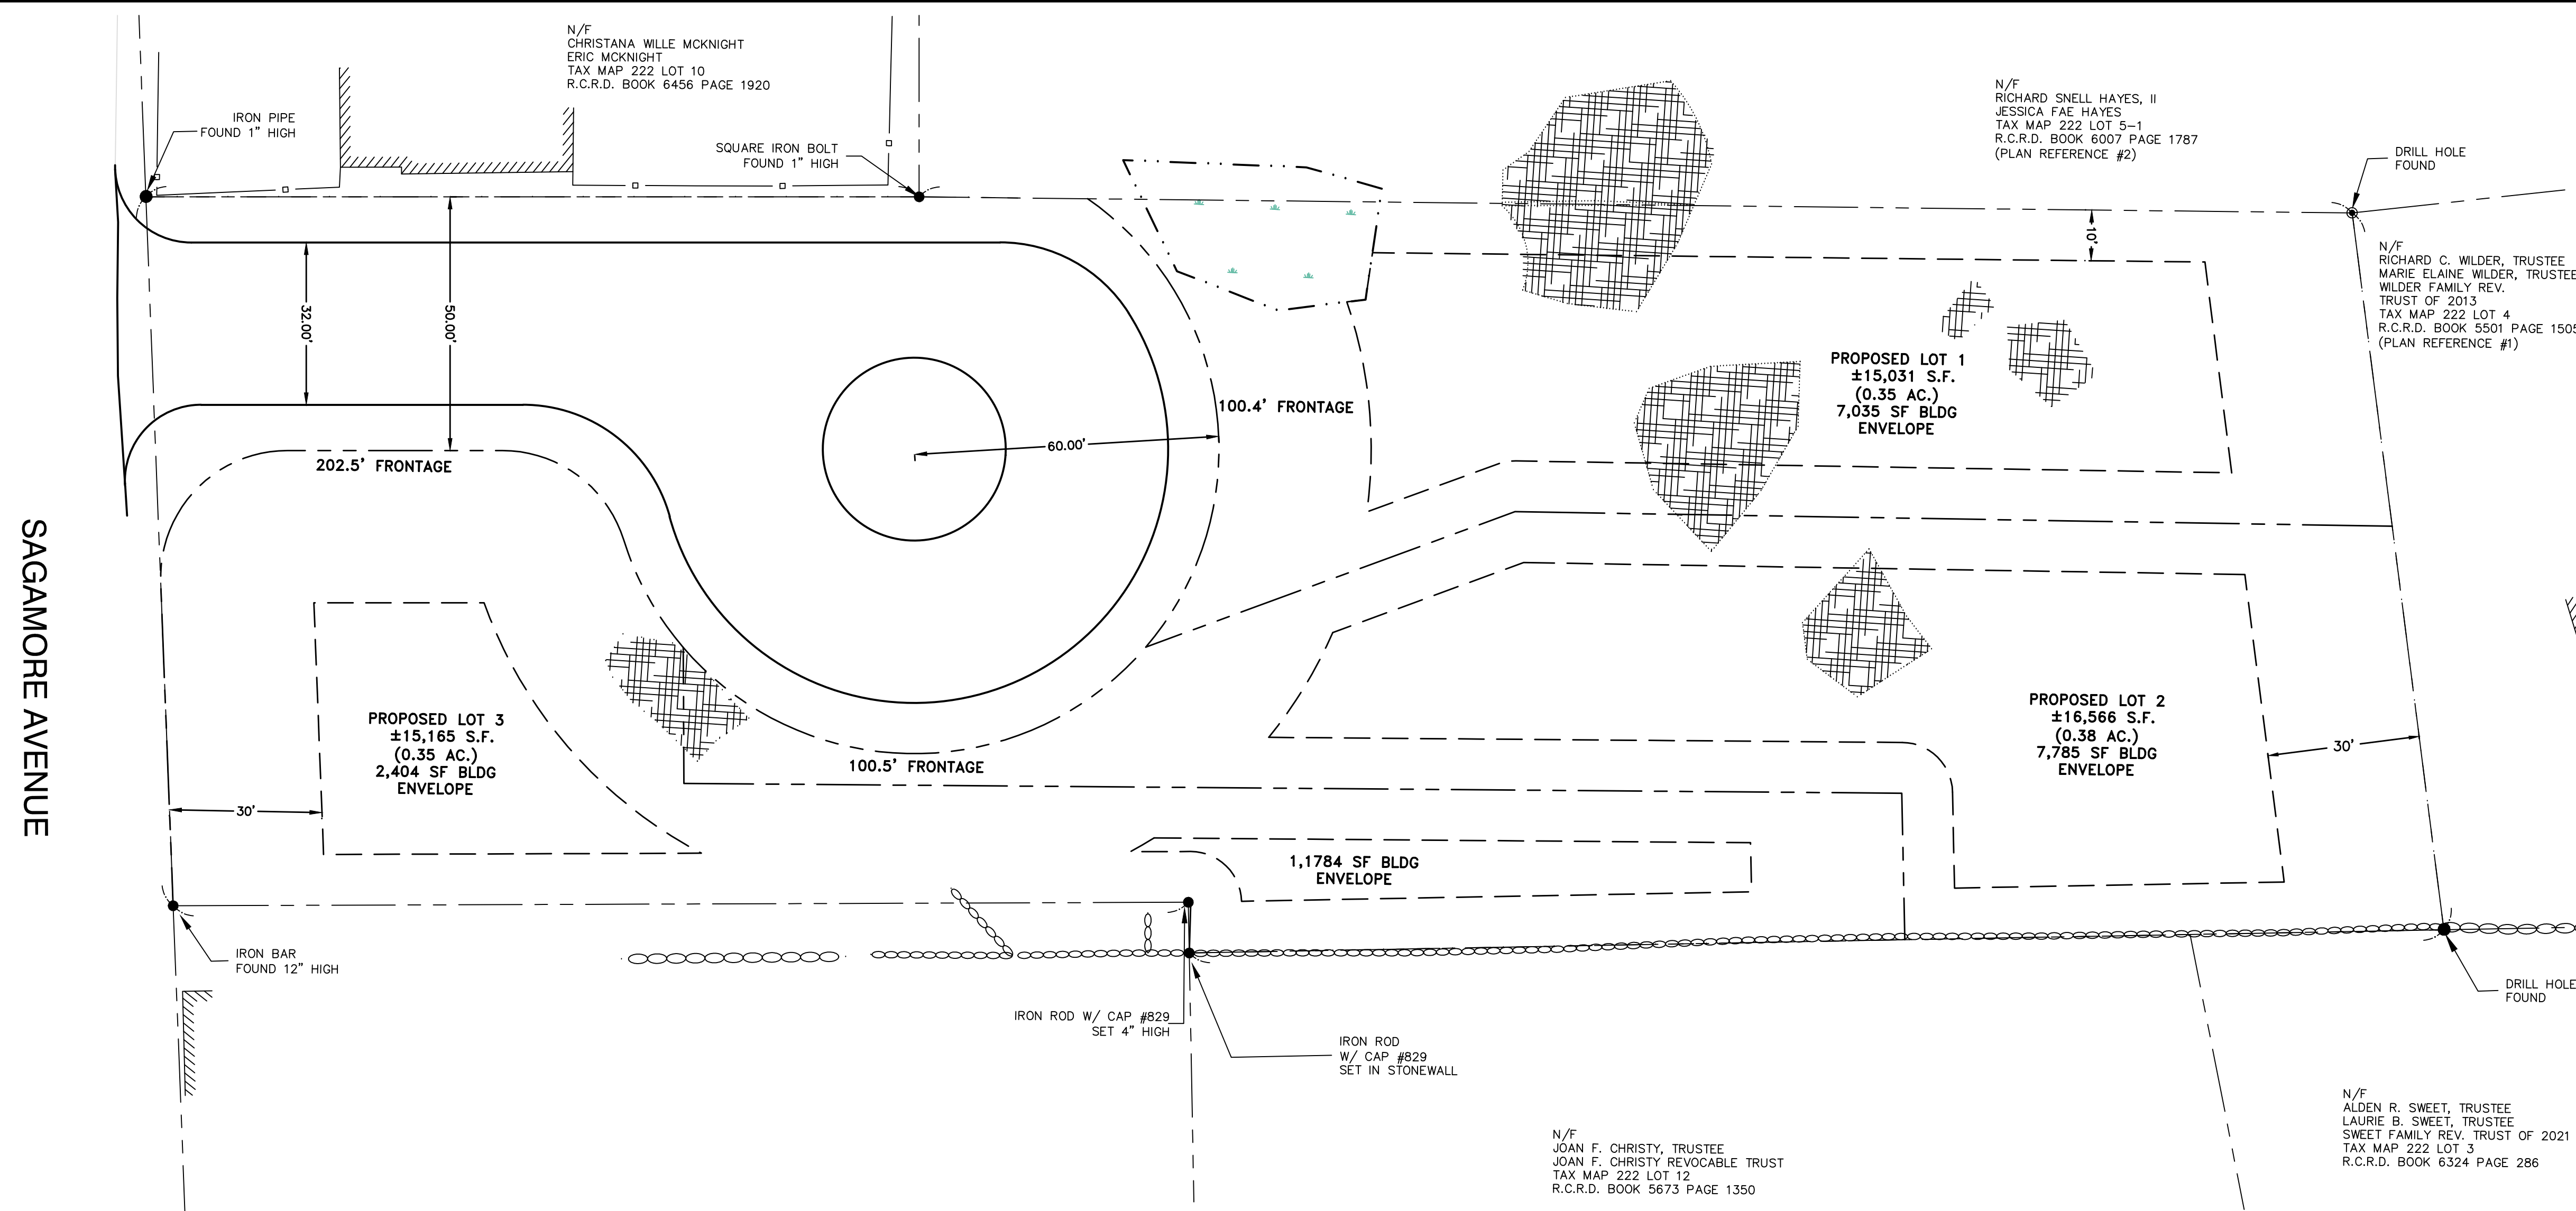 N/F
CHRISTANA WILLE MCKNIGHT
ERIC MCKNIGHT
TAX MAP 222 LOT 10
R.C.R.D. BOOK 6456 PAGE 1920
IRON PIPE
FOUND 1" HIGH
SQUARE IRON BOLT
FOUND 1" HIGH
N/F
RICHARD SNELL HAYES, II
JESSICA FAE HAYES
TAX MAP 222 LOT 5-1
R.C.R.D. BOOK 6007 PAGE 1787
(PLAN REFERENCE #2)
DRILL HOLE
FOUND
10'
N/F
RICHARD C. WILDER, TRUSTEE
MARIE ELAINE WILDER, TRUSTEE
WILDER FAMILY REV.
TRUST OF 2013
TAX MAP 222 LOT 4
R.C.R.D. BOOK 5501 PAGE 1505
(PLAN REFERENCE #1)
32.00'
50.00'
60.00'
202.5' FRONTAGE
100.4' FRONTAGE
PROPOSED LOT 1
±15,031 S.F.
(0.35 AC.)
7,035 SF BLDG
ENVELOPE
SAGAMORE AVENUE
PROPOSED LOT 3
±15,165 S.F.
(0.35 AC.)
2,404 SF BLDG
ENVELOPE
30'
100.5' FRONTAGE
PROPOSED LOT 2
±16,566 S.F.
(0.38 AC.)
7,785 SF BLDG
ENVELOPE
30'
1,1784 SF BLDG
ENVELOPE
IRON BAR
FOUND 12" HIGH
IRON ROD W/ CAP #829
SET 4" HIGH
IRON ROD
W/ CAP #829
SET IN STONEWALL
DRILL HOLE
FOUND
N/F
JOAN F. CHRISTY, TRUSTEE
JOAN F. CHRISTY REVOCABLE TRUST
TAX MAP 222 LOT 12
R.C.R.D. BOOK 5673 PAGE 1350
N/F
ALDEN R. SWEET, TRUSTEE
LAURIE B. SWEET, TRUSTEE
SWEET FAMILY REV. TRUST OF 2021
TAX MAP 222 LOT 3
R.C.R.D. BOOK 6324 PAGE 286